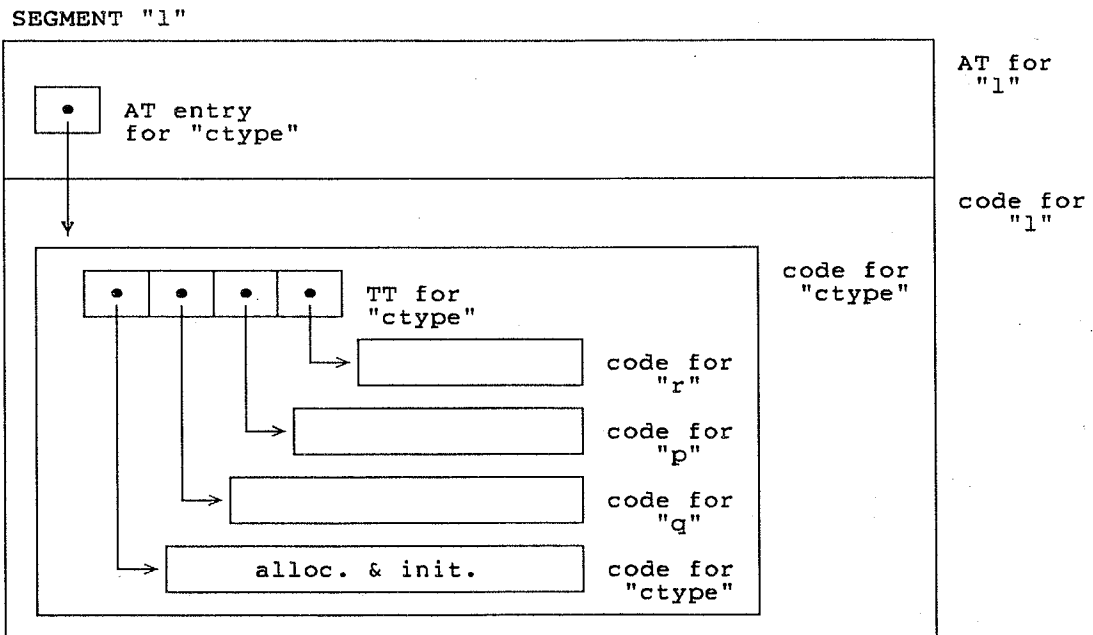 SEGMENT "l"
AT for
"l"
AT entry
for "ctype"
code for
"l"
code for
"ctype"
TT for
"ctype"
code for
"r"
code for
"p"
code for
"q"
alloc. & init.
code for
"ctype"